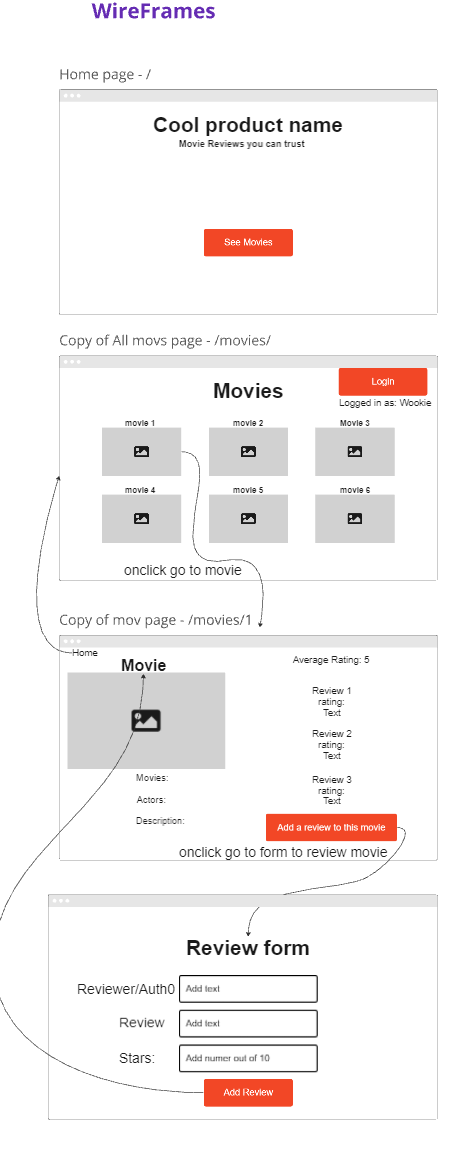 WireFrames
Home page - /
Cool product name
Movie Reviews you can trust
See Movies
Copy of All movs page - /movies/
Login
Movies
Logged in as: Wookie
movie 1
movie 2
Movie 3
movie 4
movie 5
movie 6
onclick go to movie
Copy of mov page - /movies/1
Home
Movie
Average Rating: 5
Review 1
rating:
Text
Review 2
rating:
Text
Review 3
rating:
Text
Movies:
Actors:
Description:
Add a review to this movie
onclick go to form to review movie
Review form
Reviewer/Auth0 Add text
Review Add text
Stars: Add numer out of 10
Add Review